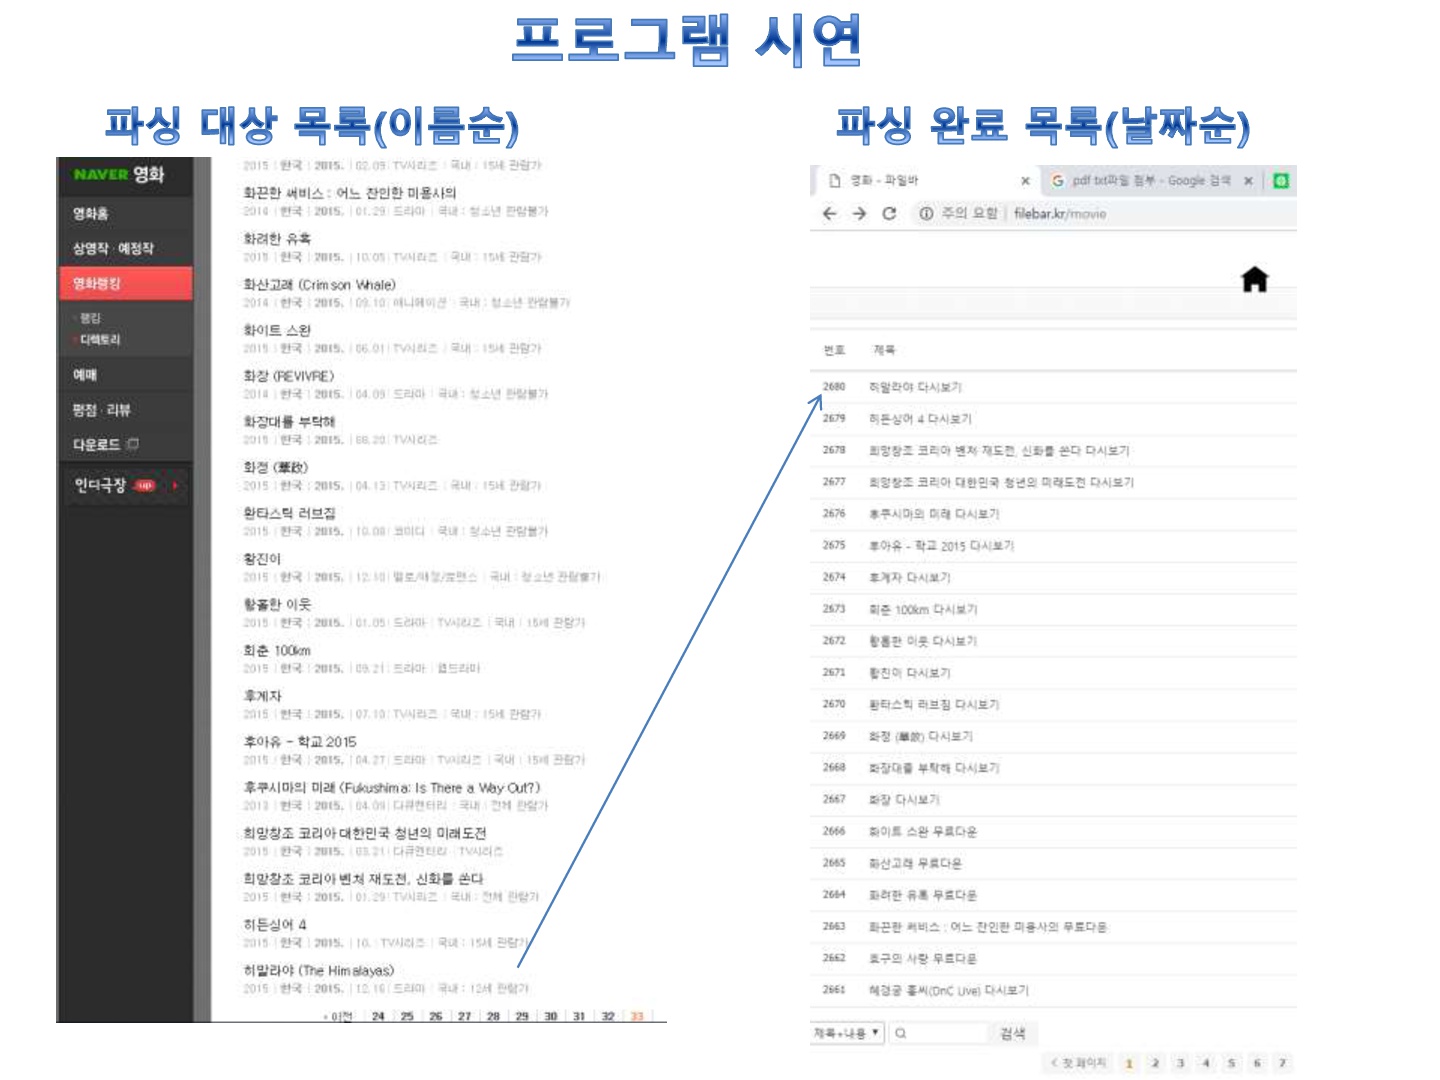 프로그램 시연
파싱 대상 목록(이름순)
파싱 완료 목록(날짜순)
NAVER 영화
영화홈
상영작 · 예정작
영화랭킹
랭킹
디렉토리
예매
평점 · 리뷰
다운로드
인디극장 up
2015 | 한국 | 2015. | 02.09| TV시리즈 | 국내 : 15세 관람가
화끈한 써비스 : 어느 잔인한 미용사의
2014 | 한국 | 2015. | 01.29| 드라마 | 국내 : 청소년 관람불가
화려한 유혹
2015 | 한국 | 2015. | 10.05| TV시리즈 | 국내 : 15세 관람가
화산고래 (Crimson Whale)
2014 | 한국 | 2015. | 09.10| 애니메이션 | 국내 : 청소년 관람불가
화이트 스완
2015 | 한국 | 2015. | 06.01| TV시리즈 | 국내 : 15세 관람가
화장 (REVIVRE)
2014 | 한국 | 2015. | 04.09| 드라마 | 국내 : 청소년 관람불가
화장대를 부탁해
2015 | 한국 | 2015. | 08.20| TV시리즈
화정 (華政)
2015 | 한국 | 2015. | 04.13| TV시리즈 | 국내 : 15세 관람가
환타스틱 러브짐
2015 | 한국 | 2015. | 10.08| 코미디 | 국내 : 청소년 관람불가
황진이
2015 | 한국 | 2015. | 12.10| 멜로/애정/로맨스 | 국내 : 청소년 관람불가
황홀한 이웃
2015 | 한국 | 2015. | 01.05| 드라마 | TV시리즈 | 국내 : 15세 관람가
회춘 100km
2015 | 한국 | 2015. | 09.21| 드라마 | 웹드라마
후계자
2015 | 한국 | 2015. | 07.10| TV시리즈 | 국내 : 15세 관람가
후아유 - 학교 2015
2015 | 한국 | 2015. | 04.27| 드라마 | TV시리즈 | 국내 : 15세 관람가
후쿠시마의 미래 (Fukushima: Is There a Way Out?)
2013 | 한국 | 2015. | 04.09| 다큐멘터리 | 국내 : 전체 관람가
희망창조 코리아 대한민국 청년의 미래도전
2015 | 한국 | 2015. | 03.21| 다큐멘터리 | TV시리즈
희망창조 코리아 벤처 재도전, 신화를 쏜다
2015 | 한국 | 2015. | 01.29| TV시리즈 | 국내 : 전체 관람가
히든싱어 4
2015 | 한국 | 2015. | 10. | TV시리즈 | 국내 : 15세 관람가
히말라야 (The Himalayas)
2015 | 한국 | 2015. | 12.16| 드라마 | 국내 : 12세 관람가
이전 | 24 | 25 | 26 | 27 | 28 | 29 | 30 | 31 | 32 | 33
영화 - 파일바
pdf txt파일 첨부 - Google 검색
주의 요함 | filebar.kr/movie
번호 제목
2680 히말라야 다시보기
2679 히든싱어 4 다시보기
2678 희망창조 코리아 벤처 재도전, 신화를 쏜다 다시보기
2677 희망창조 코리아 대한민국 청년의 미래도전 다시보기
2676 후쿠시마의 미래 다시보기
2675 후아유 - 학교 2015 다시보기
2674 후계자 다시보기
2673 회춘 100km 다시보기
2672 황홀한 이웃 다시보기
2671 황진이 다시보기
2670 환타스틱 러브짐 다시보기
2669 화정 (華政) 다시보기
2668 화장대를 부탁해 다시보기
2667 화장 다시보기
2666 화이트 스완 무료다운
2665 화산고래 무료다운
2664 화려한 유혹 무료다운
2663 화끈한 써비스 : 어느 잔인한 미용사의 무료다운
2662 호구의 사랑 무료다운
2661 혜경궁 홍씨(DnC Live) 다시보기
제목+내용 검색
< 첫 페이지 1 2 3 4 5 6 7